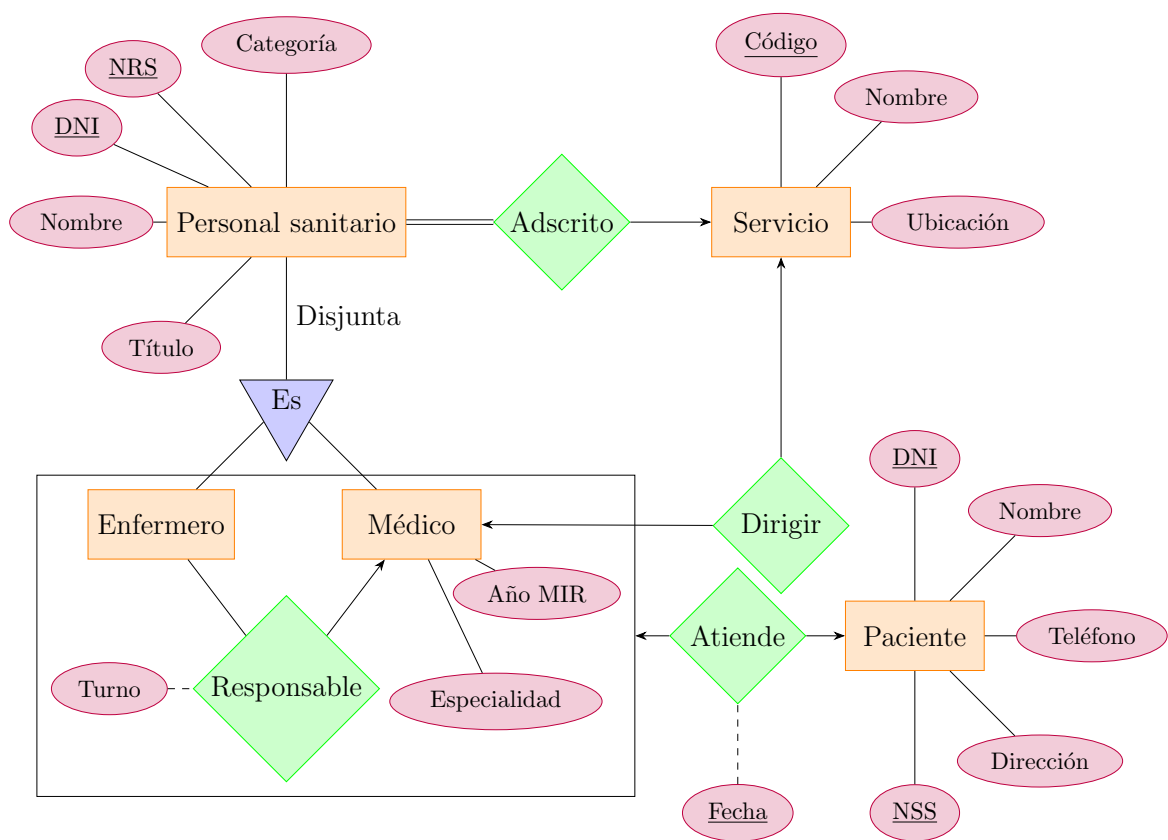 Categoría
NRS
DNI
Nombre
Personal sanitario
Título
Adscrito
Código
Nombre
Servicio
Ubicación
Disjunta
Es
Enfermero
Médico
Año MIR
Turno
Responsable
Especialidad
Dirigir
Atiende
Fecha
DNI
Nombre
Paciente
Teléfono
Dirección
NSS